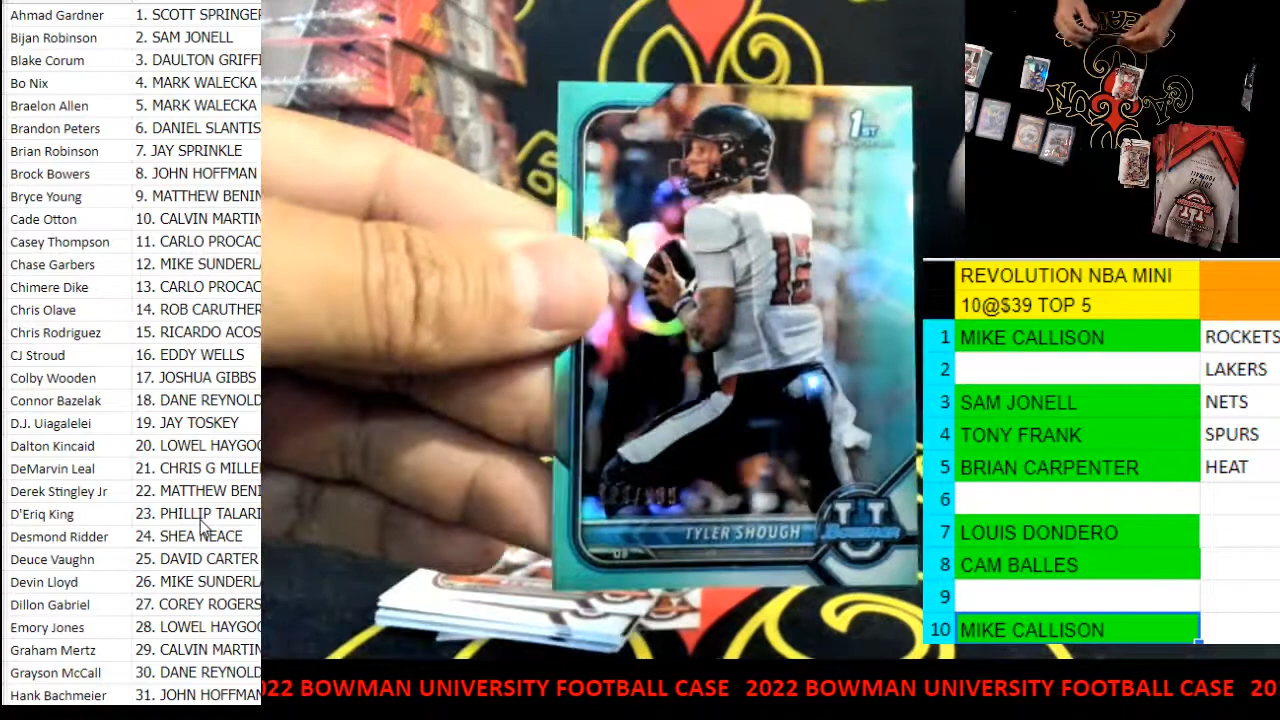 Ahmad Gardner 1. SCOTT SPRINGER
Bijan Robinson 2. SAM JONELL
Blake Corum 3. DAULTON GRIFFI
Bo Nix 4. MARK WALECKA
Braelon Allen 5. MARK WALECKA
Brandon Peters 6. DANIEL SLANTIS
Brian Robinson 7. JAY SPRINKLE
Brock Bowers 8. JOHN HOFFMAN
Bryce Young 9. MATTHEW BENIN
Cade Otton 10. CALVIN MARTIN
Casey Thompson 11. CARLO PROCAC
Chase Garbers 12. MIKE SUNDERLA
Chimere Dike 13. CARLO PROCAC
Chris Olave 14. ROB CARUTHER
Chris Rodriguez 15. RICARDO ACOS
CJ Stroud 16. EDDY WELLS
Colby Wooden 17. JOSHUA GIBBS
Connor Bazelak 18. DANE REYNOLD
D.J. Uiagalelei 19. JAY TOSKEY
Dalton Kincaid 20. LOWEL HAYGOO
DeMarvin Leal 21. CHRIS G MILLE
Derek Stingley Jr 22. MATTHEW BENI
D'Eriq King 23. PHILLIP TALARI
Desmond Ridder 24. SHEA NEACE
Deuce Vaughn 25. DAVID CARTER
Devin Lloyd 26. MIKE SUNDERLA
Dillon Gabriel 27. COREY ROGERS
Emory Jones 28. LOWEL HAYGOO
Graham Mertz 29. CALVIN MARTIN
Grayson McCall 30. DANE REYNOLD
Hank Bachmeier 31. JOHN HOFFMAN
1ST
TYLER SHOUGH
QB
U
Bowman
REVOLUTION NBA MINI
10@$39 TOP 5
1 MIKE CALLISON ROCKETS
2 LAKERS
3 SAM JONELL NETS
4 TONY FRANK SPURS
5 BRIAN CARPENTER HEAT
6
7 LOUIS DONDERO
8 CAM BALLES
9
10 MIKE CALLISON
22 BOWMAN UNIVERSITY FOOTBALL CASE 2022 BOWMAN UNIVERSITY FOOTBALL CASE 20